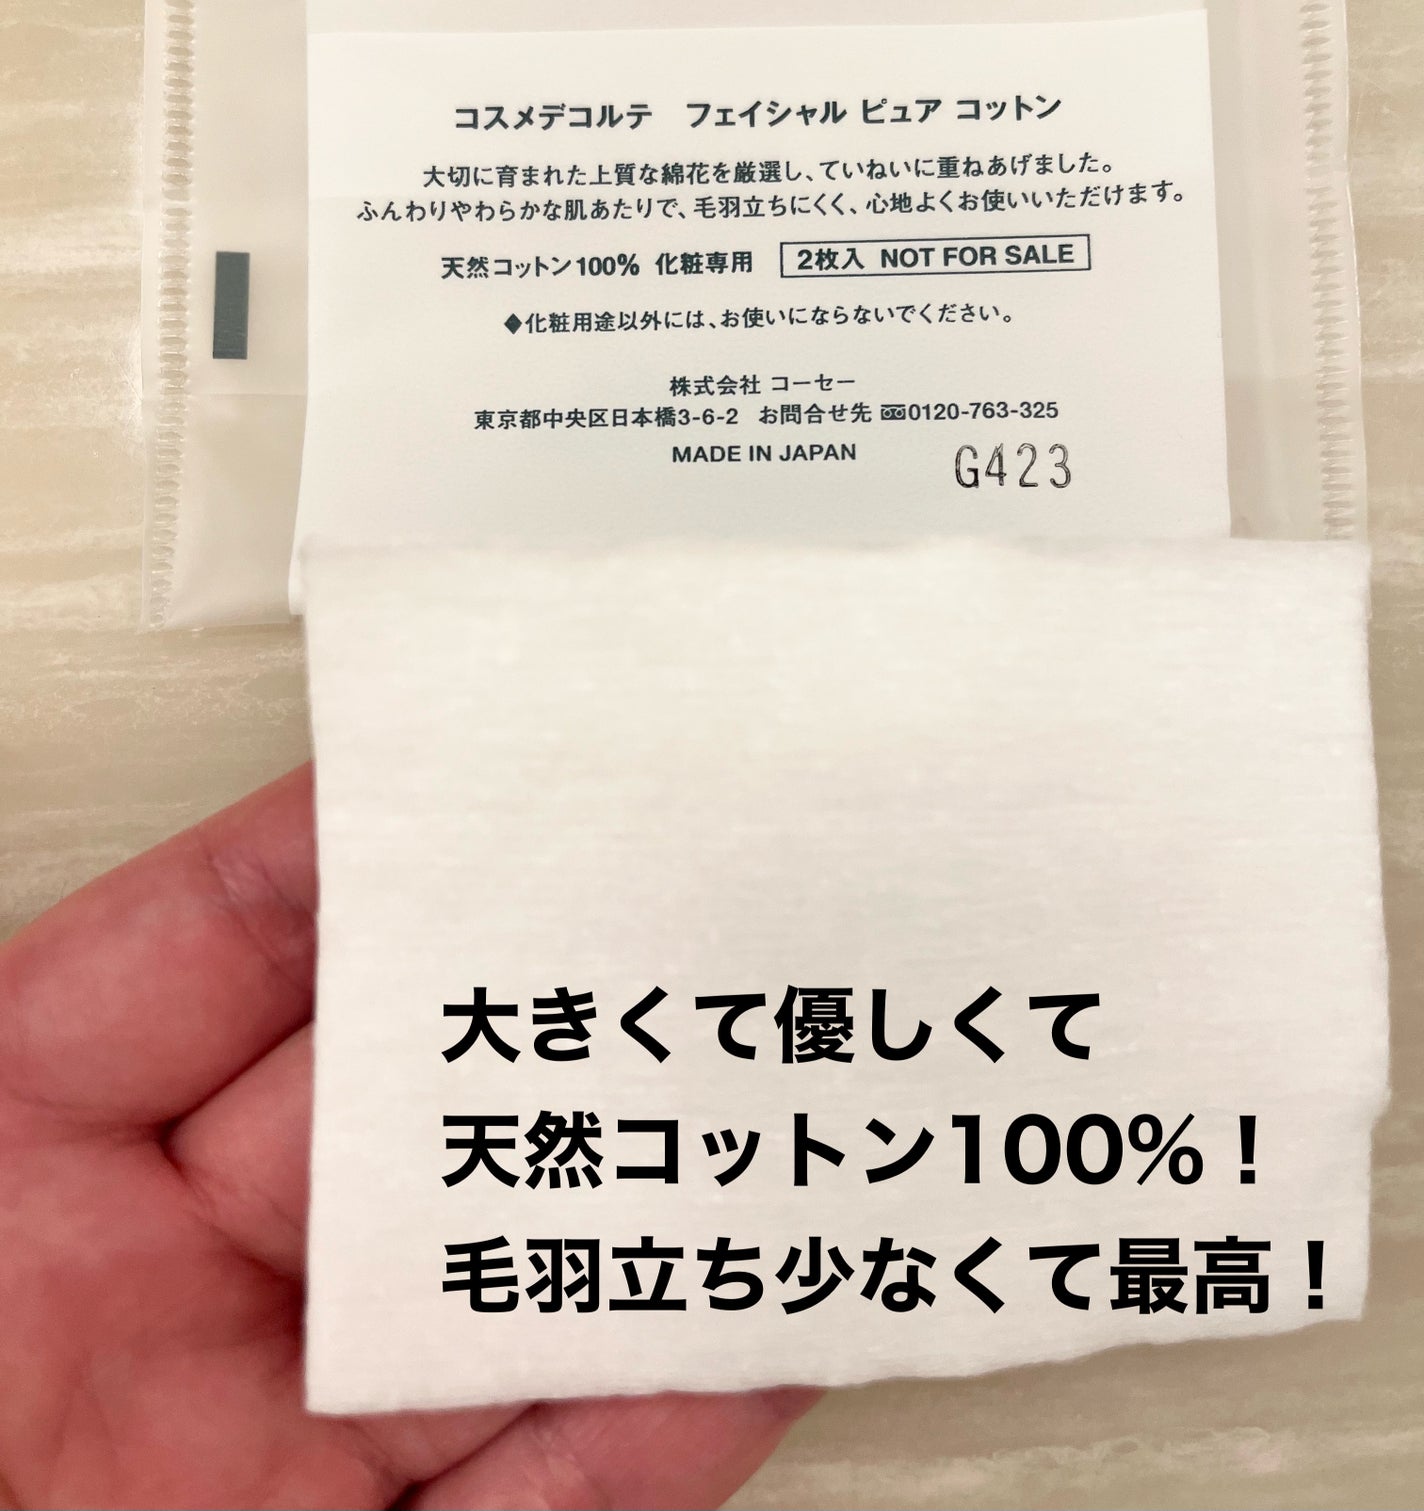 コスメデコルテ　フェイシャル ピュア コットン
大切に育まれた上質な綿花を厳選し、ていねいに重ねあげました。
ふんわりやわらかな肌あたりで、毛羽立ちにくく、心地よくお使いいただけます。
天然コットン100%　化粧専用　2枚入 NOT FOR SALE
◆化粧用途以外には、お使いにならないでください。
株式会社 コーセー
東京都中央区日本橋3-6-2　お問合せ先 0120-763-325
MADE IN JAPAN　G423
大きくて優しくて
天然コットン100%！
毛羽立ち少なくて最高！